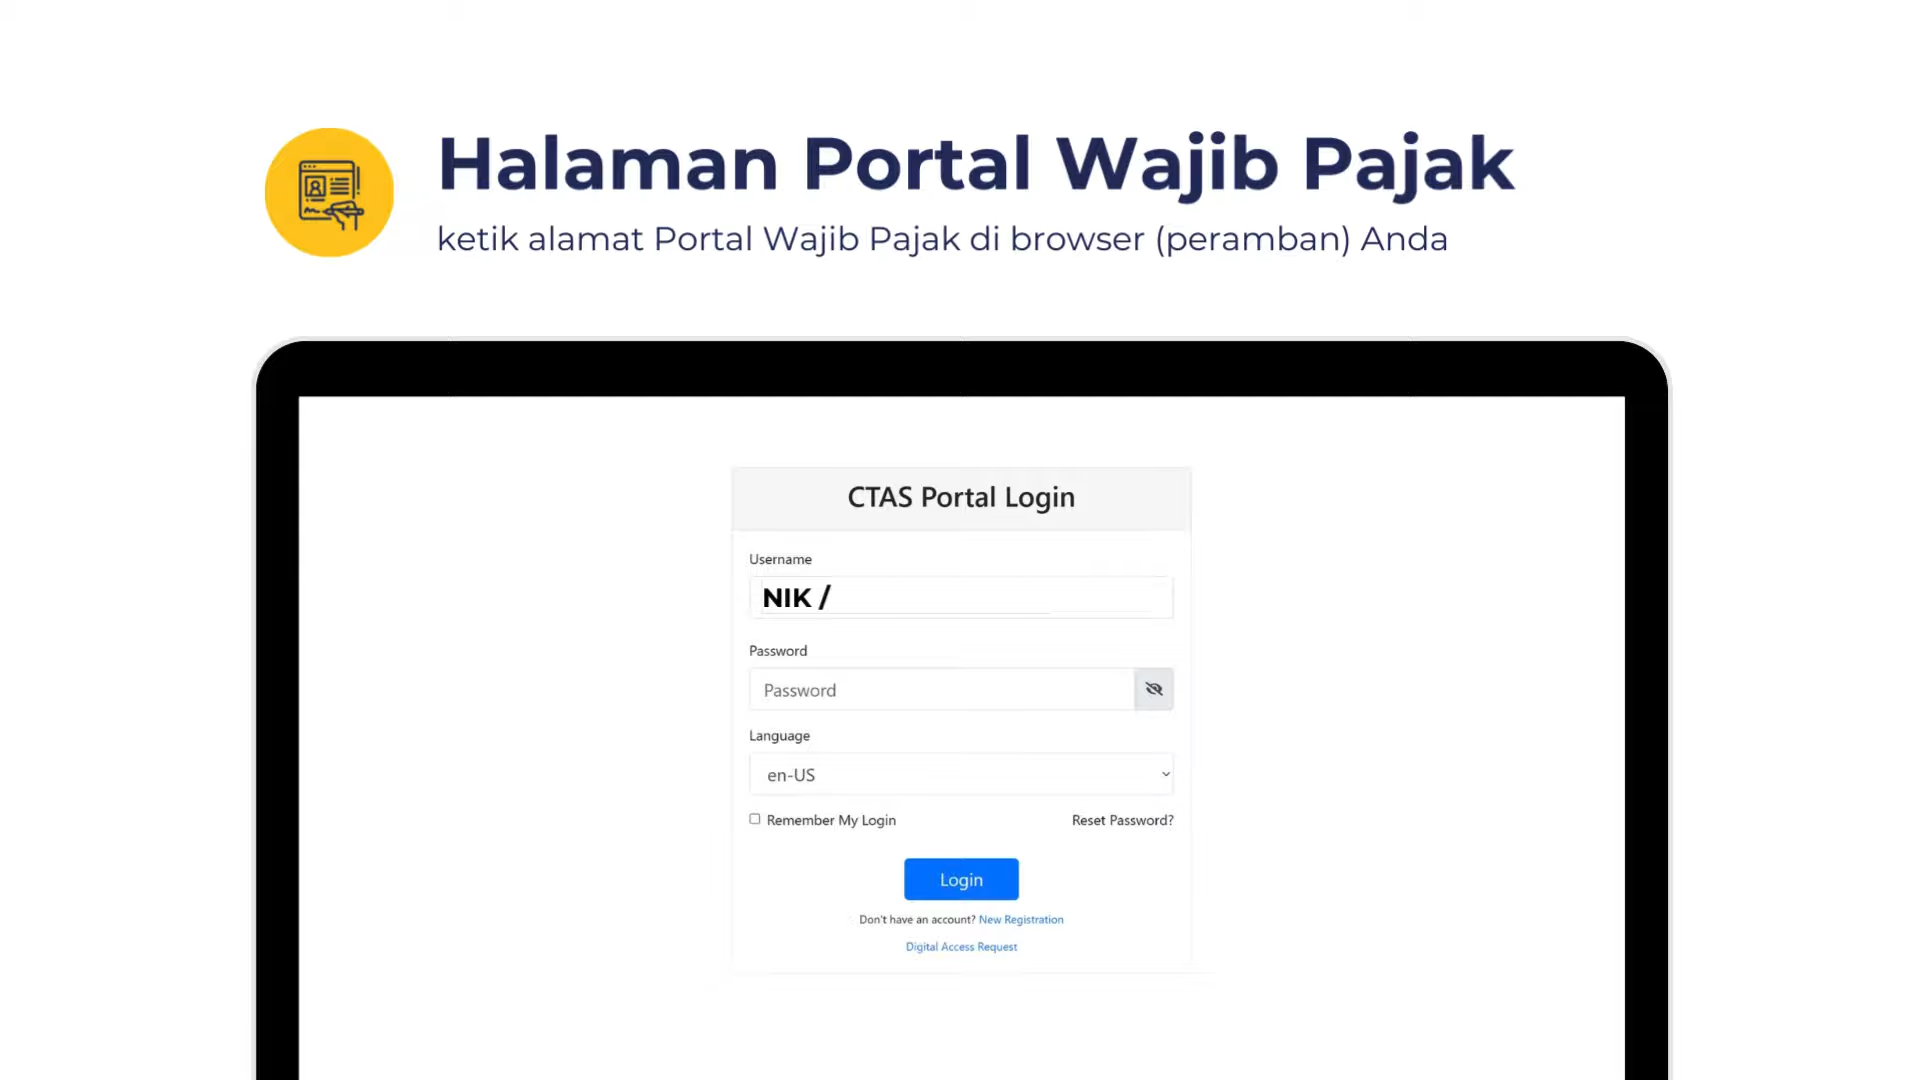 Halaman Portal Wajib Pajak
ketik alamat Portal Wajib Pajak di browser (peramban) Anda
CTAS Portal Login
Username
NIK /
Password
Password
Language
en-US
Remember My Login
Reset Password?
Login
Don't have an account? New Registration
Digital Access Request